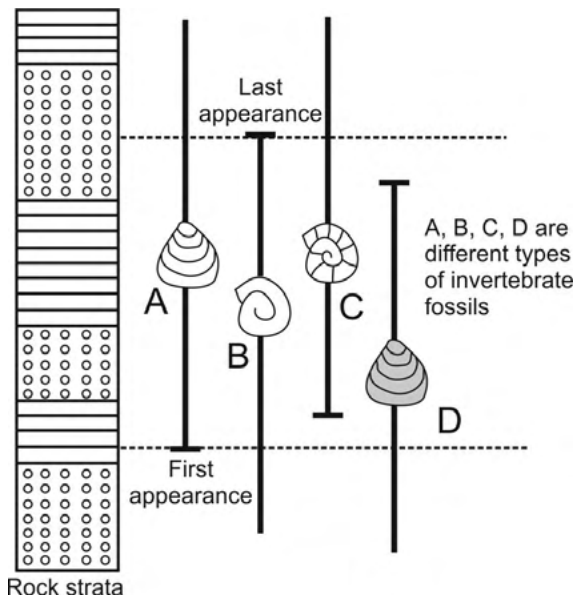 Last
appearance
A, B, C, D are
different types
of invertebrate
fossils
A
B
C
D
First
appearance
Rock strata